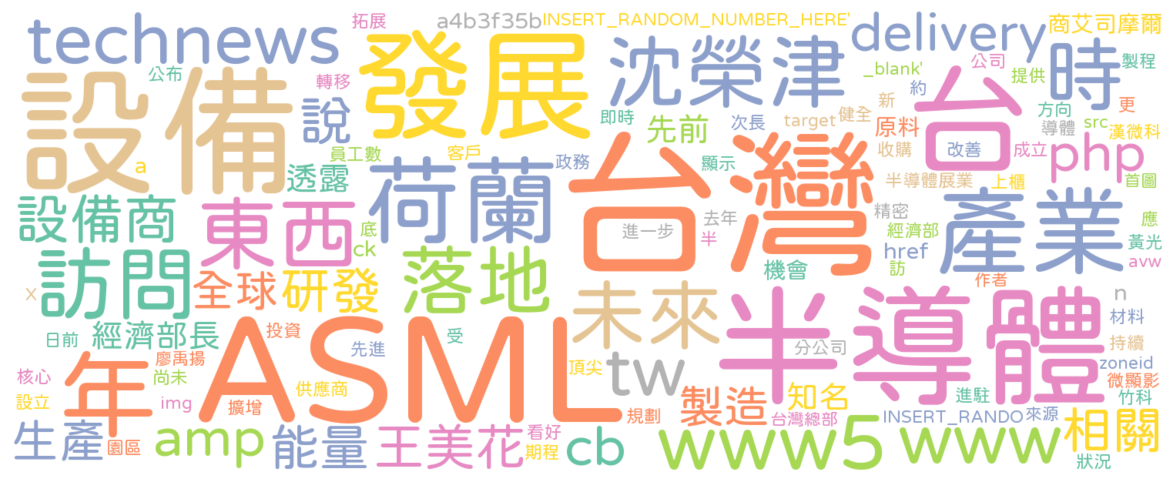 拓展
a4b3f35b
INSERT_RANDOM_NUMBER_HERE'
technews
發展
沈榮津
delivery
商艾司摩爾
公布
轉移
設備
說
即時
先前
次長
target
健全
_blank'
公司
提供
約
新
台
時
製程
更
方向
導體
src
漢微科
原料
收購
改善
成立
php
員工數
客戶
a
透露
荷蘭
政務
顯示
台灣
半導體展業
上櫃
首圖
設備商
東西
底
ck
去年
進一步
半
精密
經濟部
產業
應
黃光
avw
href
訪
訪問
全球
研發
落地
機會
作者
x
未來
半導體
n
材料
日前
經濟部長
投資
受
先進
分公司
持續
zoneid
年
廖禹揚
尚未
ASML
核心
供應商
頂尖
tw
知名
進駐
微顯影
竹科
設立
img
擴增
規劃
製造
台灣總部
INSERT_RANDO
來源
相關
生產
園區
amp
能量
王美花
看好
期程
cb
www5
www
狀況